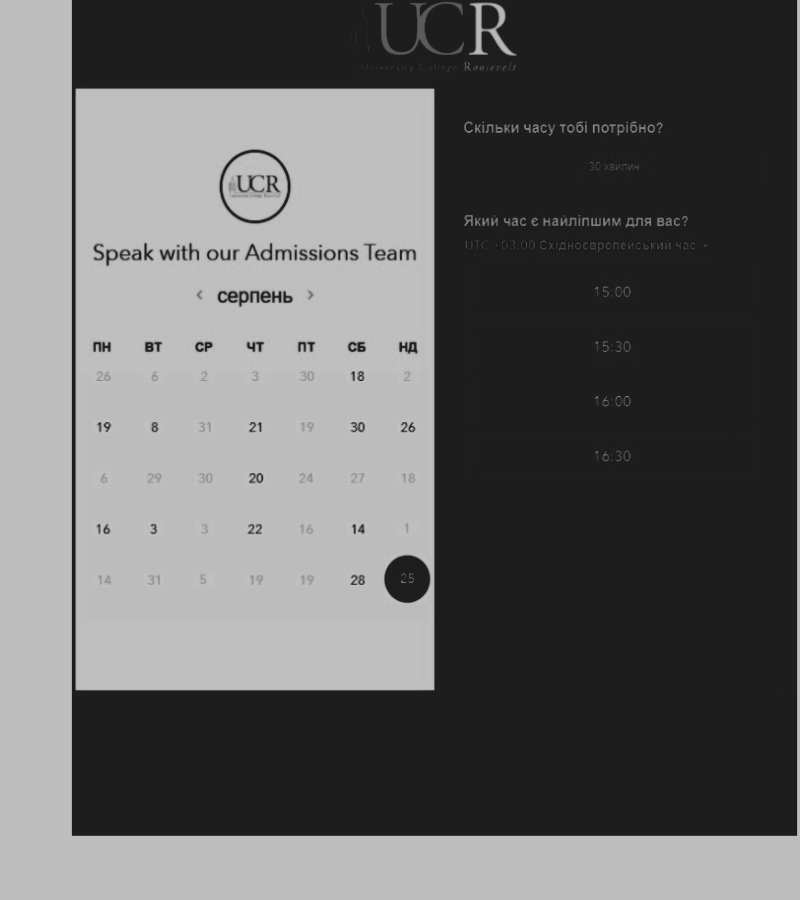 UCR
University College Roosevelt
UCR
Speak with our Admissions Team
‹ серпень ›
ПН ВТ СР ЧТ ПТ СБ НД
26 6 2 3 30 18 2
19 8 31 21 19 30 26
6 29 30 20 24 27 18
16 3 3 22 16 14 1
14 31 5 19 19 28 25
Скільки часу тобі потрібно?
30 хвилин
Який час є найліпшим для вас?
UTC +03:00 Східноєвропейський час
15:00
15:30
16:00
16:30